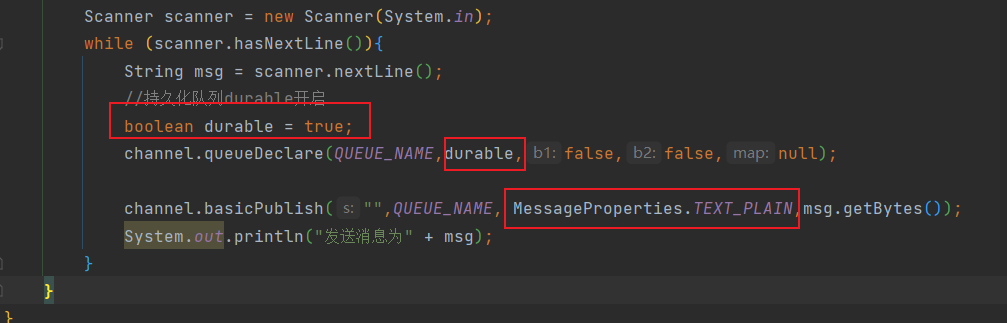 Scanner scanner = new Scanner(System.in);
while (scanner.hasNextLine()){
String msg = scanner.nextLine();
//持久化队列durable开启
boolean durable = true;
channel.queueDeclare(QUEUE_NAME,durable, b1: false, b2: false, map: null);
channel.basicPublish( s: "",QUEUE_NAME, MessageProperties.TEXT_PLAIN,msg.getBytes());
System.out.println("发送消息为" + msg);
}
}
}